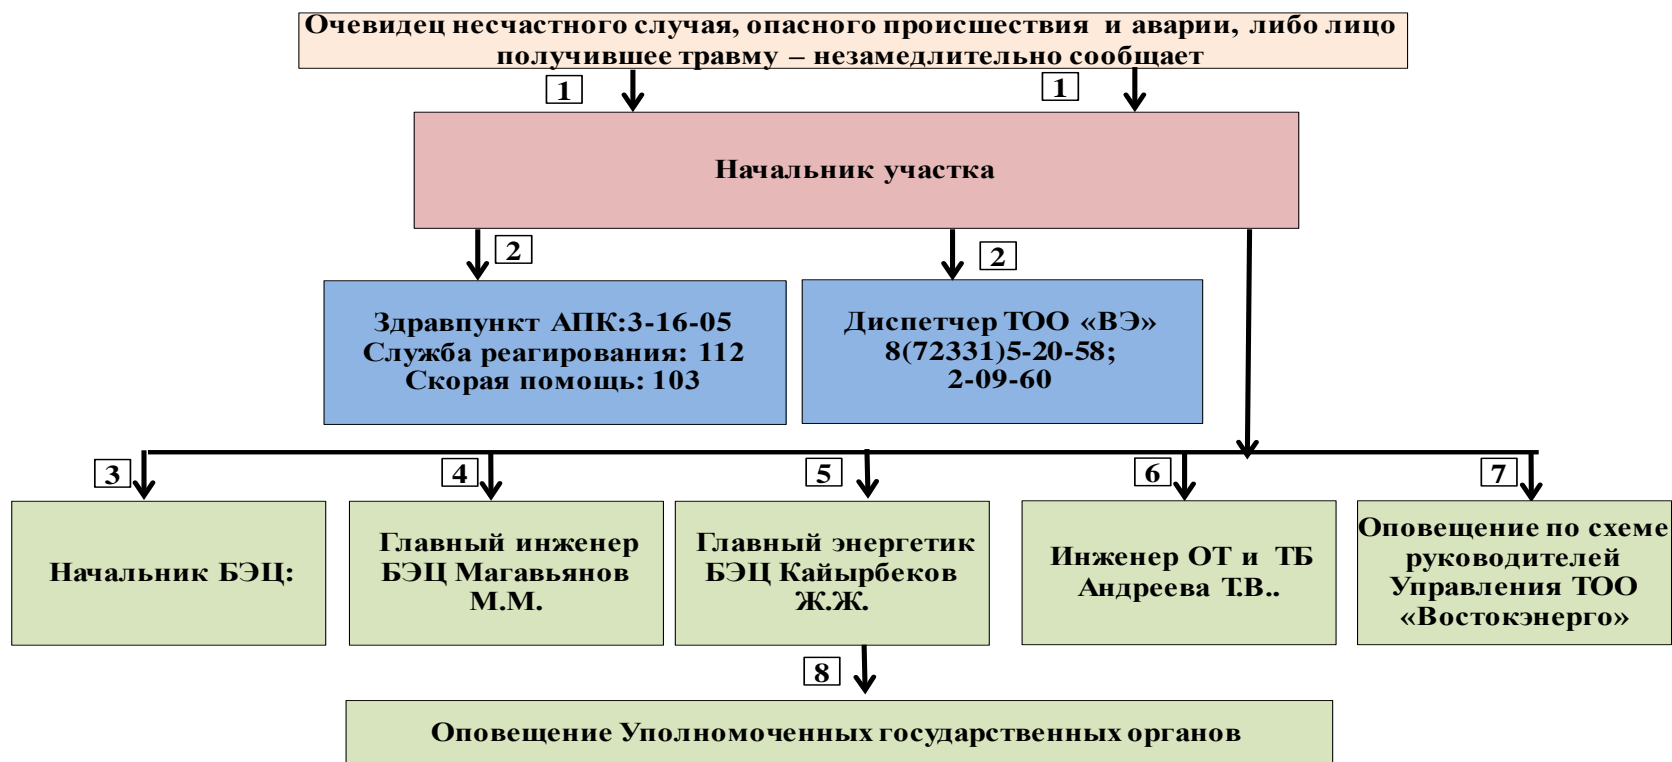 Очевидец несчастного случая, опасного происшествия и аварии, либо лицо
получившее травму – незамедлительно сообщает
1
1
Начальник участка
2
2
Здравпункт АПК:3-16-05
Служба реагирования: 112
Скорая помощь: 103
Диспетчер ТОО «ВЭ»
8(72331)5-20-58;
2-09-60
3
4
5
6
7
Начальник БЭЦ:
Главный инженер
БЭЦ Магавьянов
М.М.
Главный энергетик
БЭЦ Кайырбеков
Ж.Ж.
Инженер ОТ и ТБ
Андреева Т.В..
Оповещение по схеме
руководителей
Управления ТОО
«Востокэнерго»
8
Оповещение Уполномоченных государственных органов